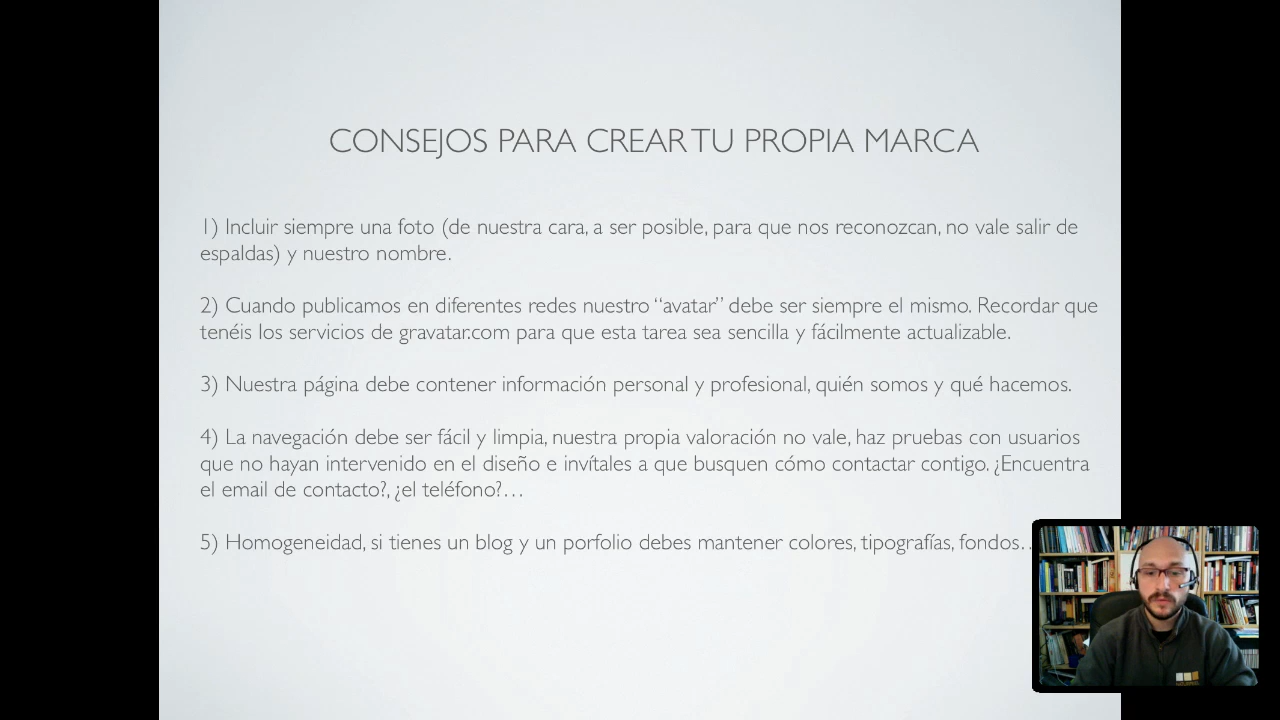 CONSEJOS PARA CREAR TU PROPIA MARCA
1) Incluir siempre una foto (de nuestra cara, a ser posible, para que nos reconozcan, no vale salir de
espaldas) y nuestro nombre.
2) Cuando publicamos en diferentes redes nuestro “avatar” debe ser siempre el mismo. Recordar que
tenéis los servicios de gravatar.com para que esta tarea sea sencilla y fácilmente actualizable.
3) Nuestra página debe contener información personal y profesional, quién somos y qué hacemos.
4) La navegación debe ser fácil y limpia, nuestra propia valoración no vale, haz pruebas con usuarios
que no hayan intervenido en el diseño e invítales a que busquen cómo contactar contigo. ¿Encuentra
el email de contacto?, ¿el teléfono?…
5) Homogeneidad, si tienes un blog y un porfolio debes mantener colores, tipografías, fondos…